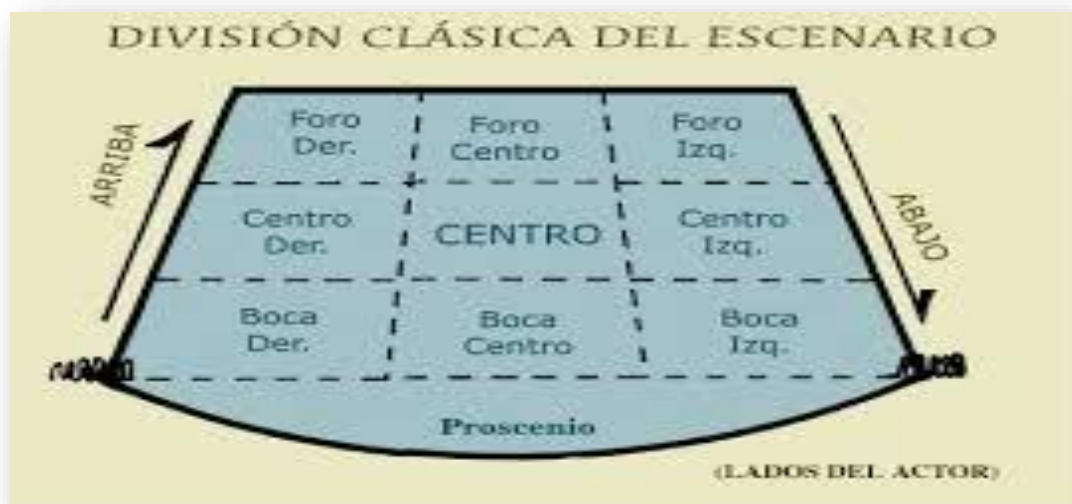 DIVISIÓN CLÁSICA DEL ESCENARIO
ARRIBA
Foro
Der.
Foro
Centro
Foro
Izq.
ABAJO
Centro
Der.
CENTRO
Centro
Izq.
Boca
Der.
Boca
Centro
Boca
Izq.
Proscenio
(LADOS DEL ACTOR)